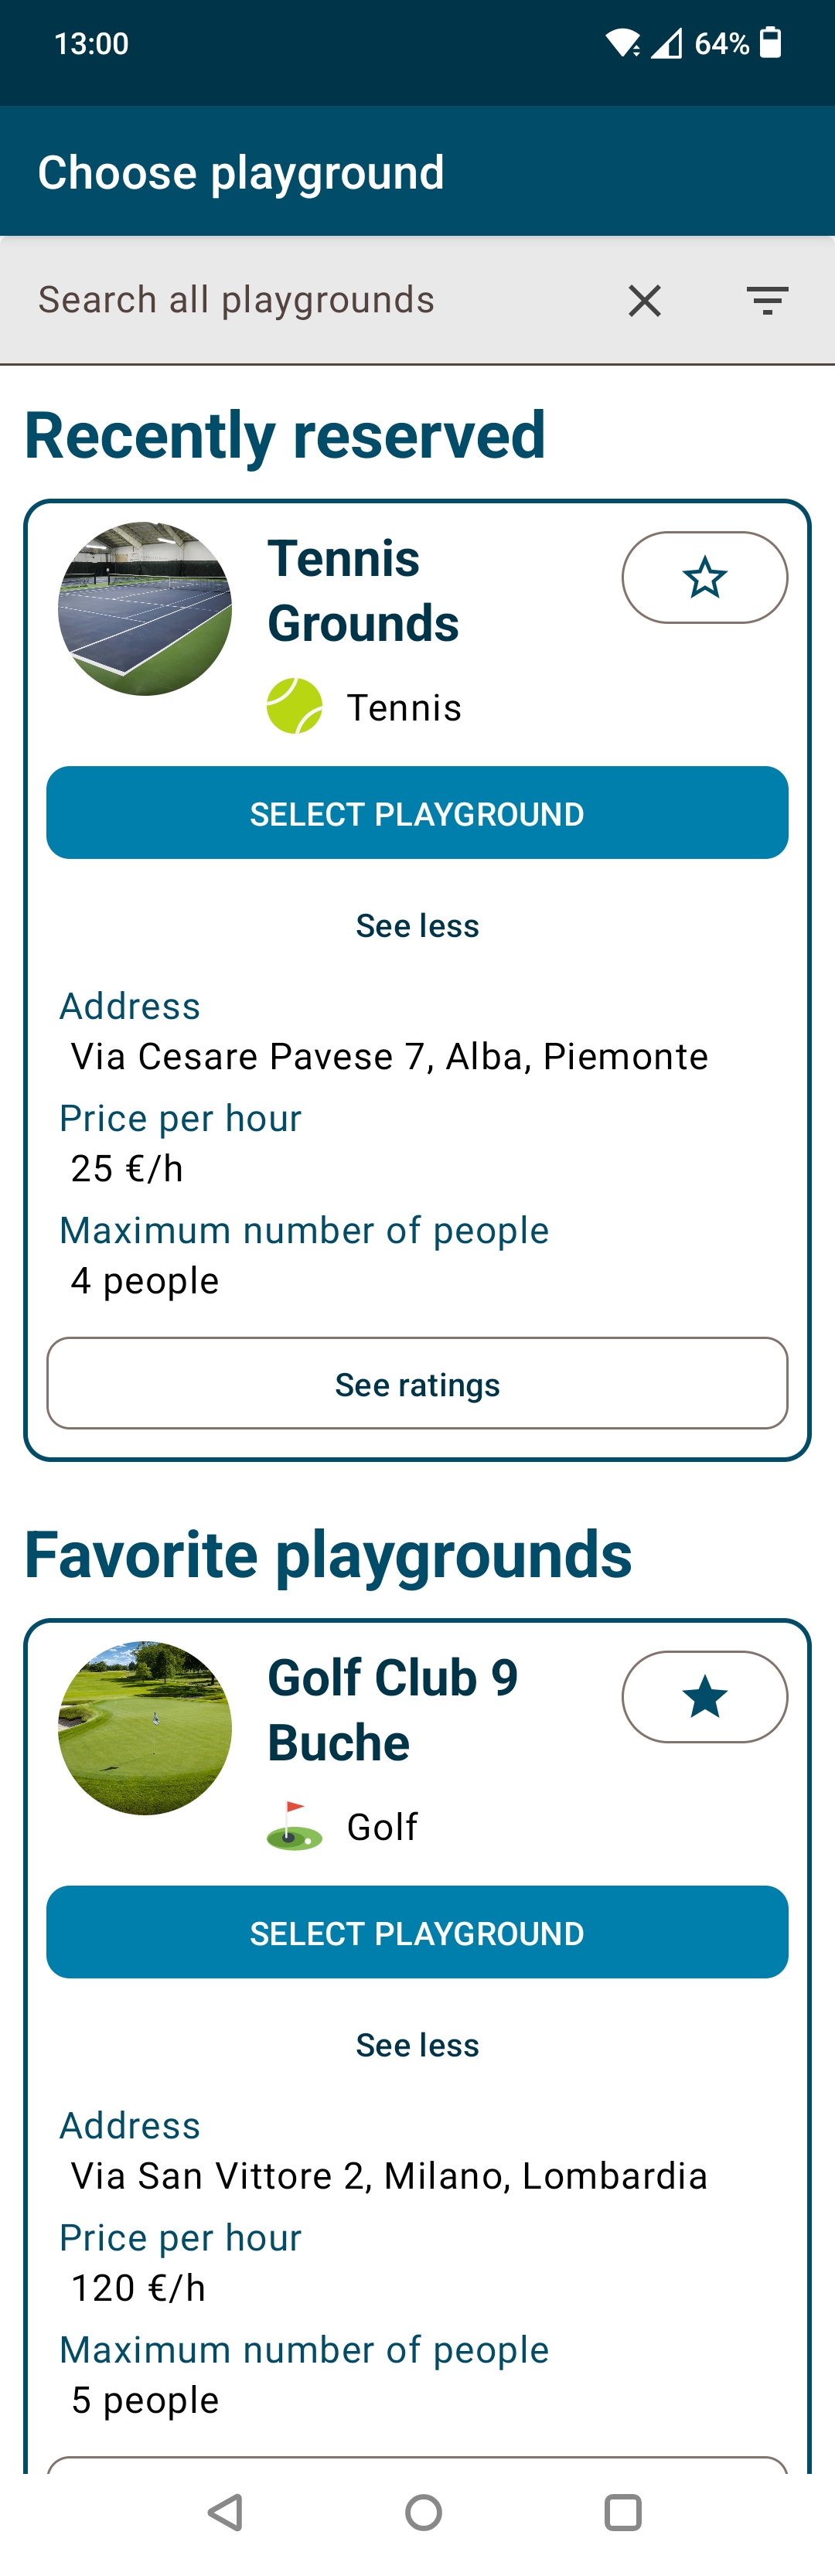 13:00
64%
Choose playground
Search all playgrounds
Recently reserved
Tennis
Grounds
Tennis
SELECT PLAYGROUND
See less
Address
Via Cesare Pavese 7, Alba, Piemonte
Price per hour
25 €/h
Maximum number of people
4 people
See ratings
Favorite playgrounds
Golf Club 9
Buche
Golf
SELECT PLAYGROUND
See less
Address
Via San Vittore 2, Milano, Lombardia
Price per hour
120 €/h
Maximum number of people
5 people